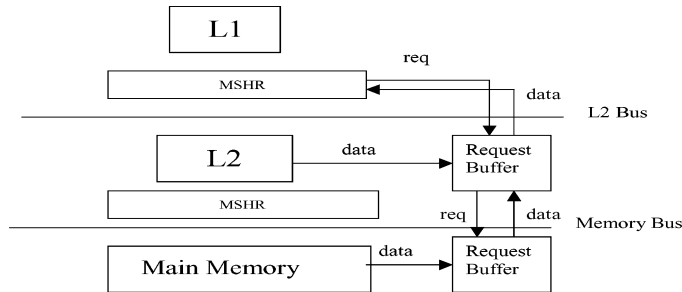 L1
req
MSHR
data
L2 Bus
L2
data
Request
Buffer
MSHR
req
data
Memory Bus
Main Memory
data
Request
Buffer